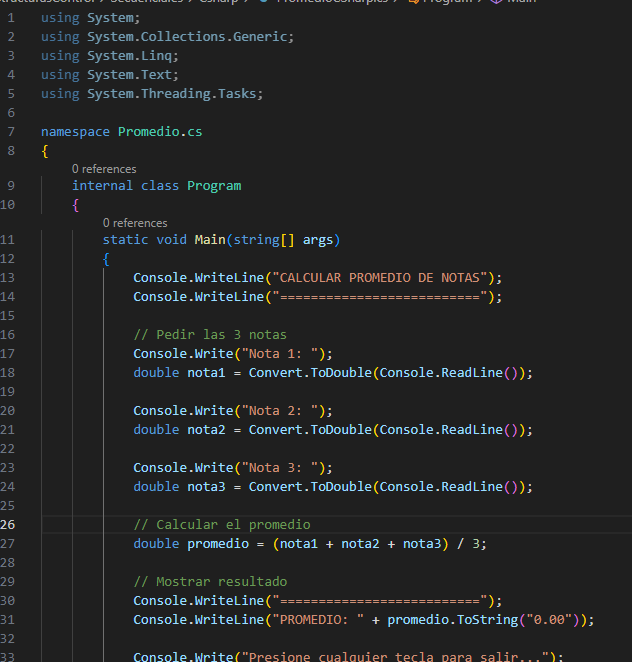 Secuenciales > Csharp > PromedioCsharp.cs > Program > Main
1 using System;
2 using System.Collections.Generic;
3 using System.Linq;
4 using System.Text;
5 using System.Threading.Tasks;
6
7 namespace Promedio.cs
8 {
0 references
9 internal class Program
10 {
0 references
11 static void Main(string[] args)
12 {
13 Console.WriteLine("CALCULAR PROMEDIO DE NOTAS");
14 Console.WriteLine("==========================");
15
16 // Pedir las 3 notas
17 Console.Write("Nota 1: ");
18 double nota1 = Convert.ToDouble(Console.ReadLine());
19
20 Console.Write("Nota 2: ");
21 double nota2 = Convert.ToDouble(Console.ReadLine());
22
23 Console.Write("Nota 3: ");
24 double nota3 = Convert.ToDouble(Console.ReadLine());
25
26 // Calcular el promedio
27 double promedio = (nota1 + nota2 + nota3) / 3;
28
29 // Mostrar resultado
30 Console.WriteLine("==========================");
31 Console.WriteLine("PROMEDIO: " + promedio.ToString("0.00"));
32
33 Console.Write("Presione cualquier tecla para salir...");